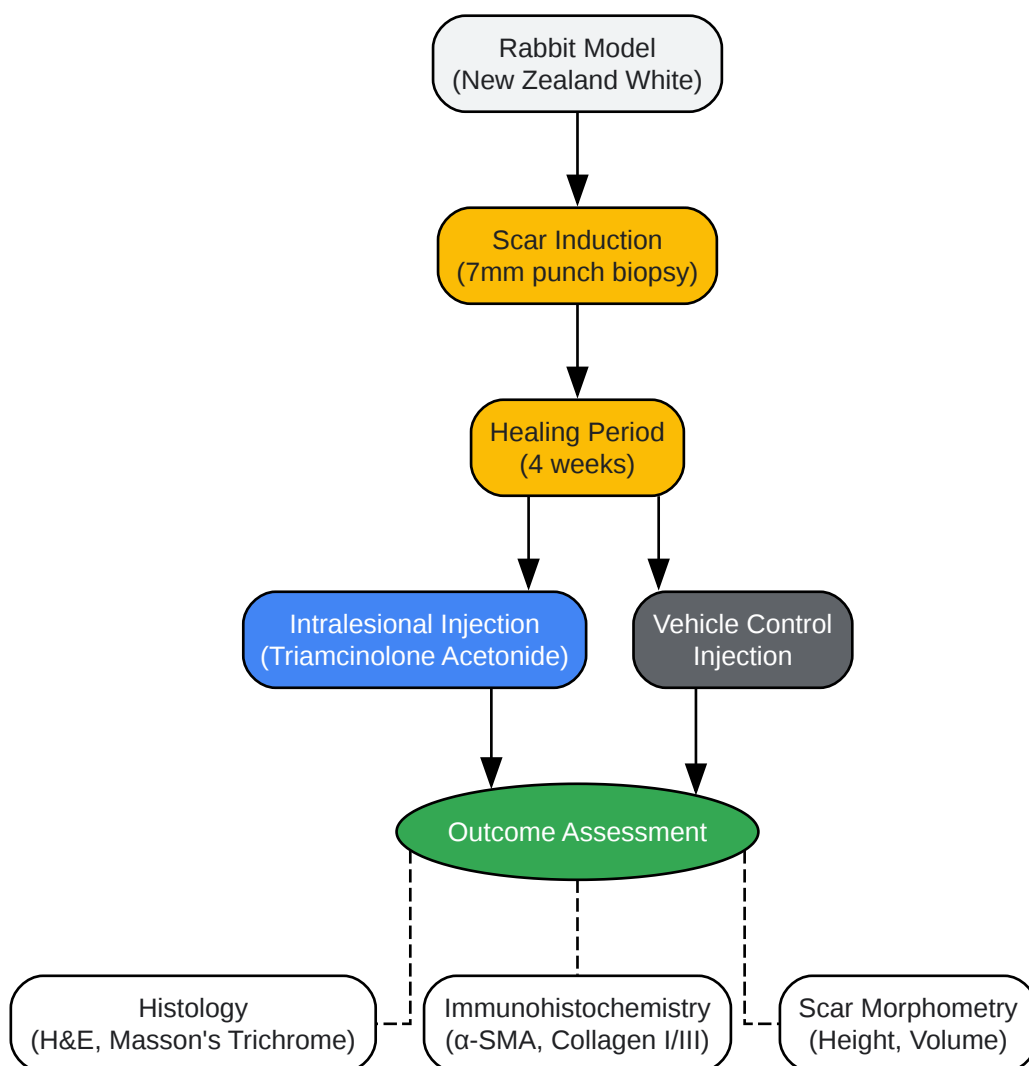 Rabbit Model
(New Zealand White)
Scar Induction
(7mm punch biopsy)
Healing Period
(4 weeks)
Intralesional Injection
(Triamcinolone Acetonide)
Vehicle Control
Injection
Outcome Assessment
Histology
(H&E, Masson's Trichrome)
Immunohistochemistry
(α-SMA, Collagen I/III)
Scar Morphometry
(Height, Volume)